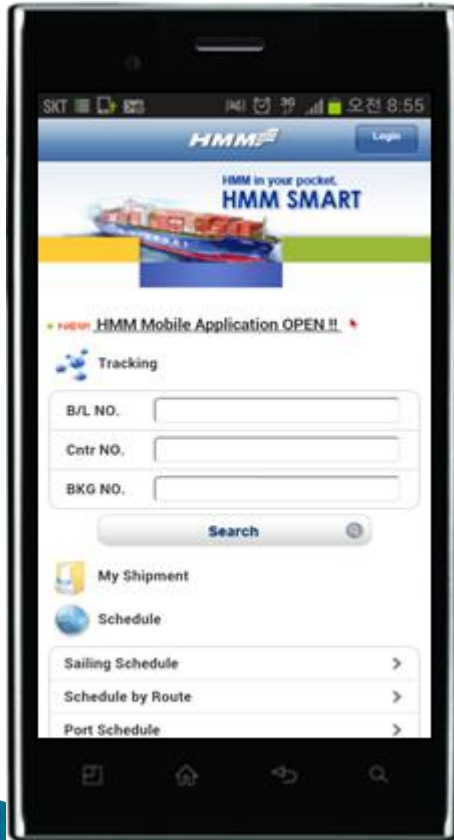 SKT 3G 오전 8:55
HMM Login
HMM in your pocket.
HMM SMART
NEW! HMM Mobile Application OPEN !!
Tracking
B/L NO.
Cntr NO.
BKG NO.
Search
My Shipment
Schedule
Sailing Schedule
Schedule by Route
Port Schedule